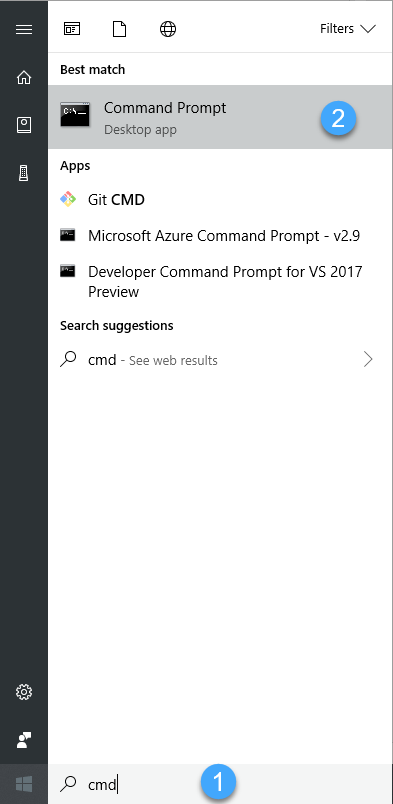 Filters
Best match
Command Prompt
Desktop app
2
Apps
Git CMD
Microsoft Azure Command Prompt - v2.9
Developer Command Prompt for VS 2017
Preview
Search suggestions
cmd - See web results
cmd
1